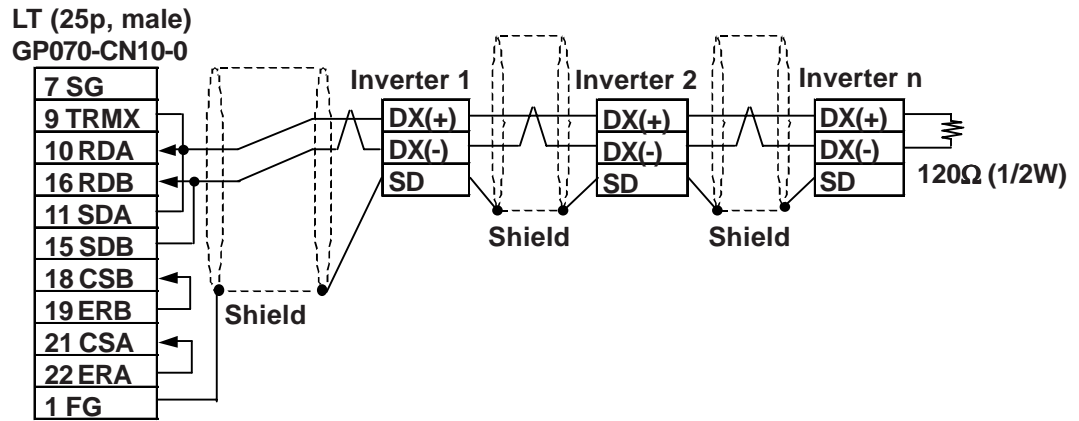 LT (25p, male)
GP070-CN10-0
7 SG
9 TRMX
10 RDA
16 RDB
11 SDA
15 SDB
18 CSB
19 ERB
21 CSA
22 ERA
1 FG
Shield
Inverter 1
DX(+)
DX(-)
SD
Shield
Inverter 2
DX(+)
DX(-)
SD
Shield
Inverter n
DX(+)
DX(-)
SD
120Ω (1/2W)